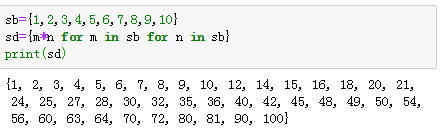 sb={1,2,3,4,5,6,7,8,9,10}
sd={m*n for m in sb for n in sb}
print(sd)
{1, 2, 3, 4, 5, 6, 7, 8, 9, 10, 12, 14, 15, 16, 18, 20, 21,
24, 25, 27, 28, 30, 32, 35, 36, 40, 42, 45, 48, 49, 50, 54,
56, 60, 63, 64, 70, 72, 80, 81, 90, 100}